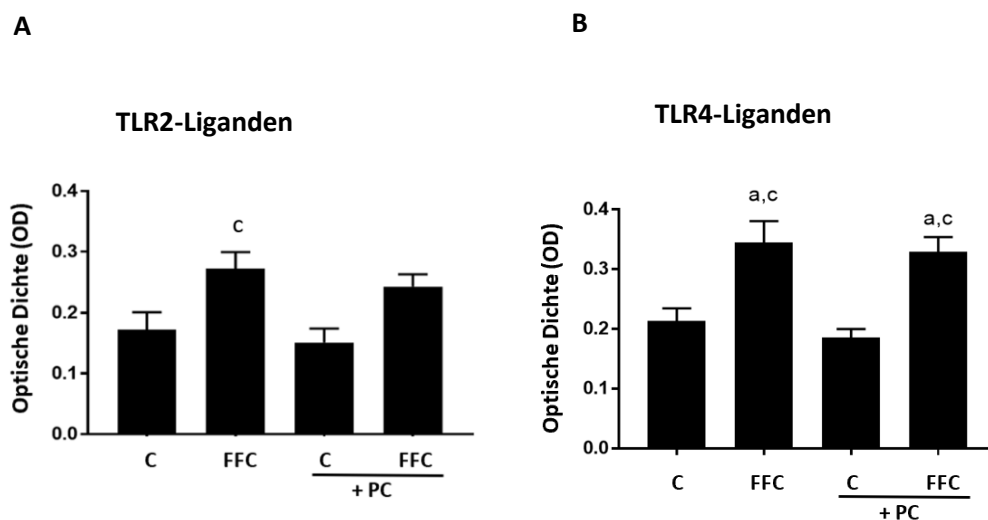 A
TLR2-Liganden
Optische Dichte (OD)
0.4
0.3
0.2
0.1
0.0
c
C FFC C FFC
+ PC
B
TLR4-Liganden
Optische Dichte (OD)
0.4
0.3
0.2
0.1
0.0
a,c
a,c
C FFC C FFC
+ PC